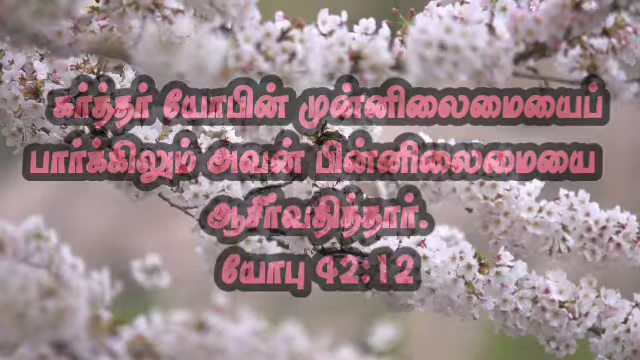 கர்த்தர் யோபின் முன்னிலைமையைப்
பார்க்கிலும் அவன் பின்னிலைமையை
ஆசீர்வதித்தார்.
யோபு 42:12